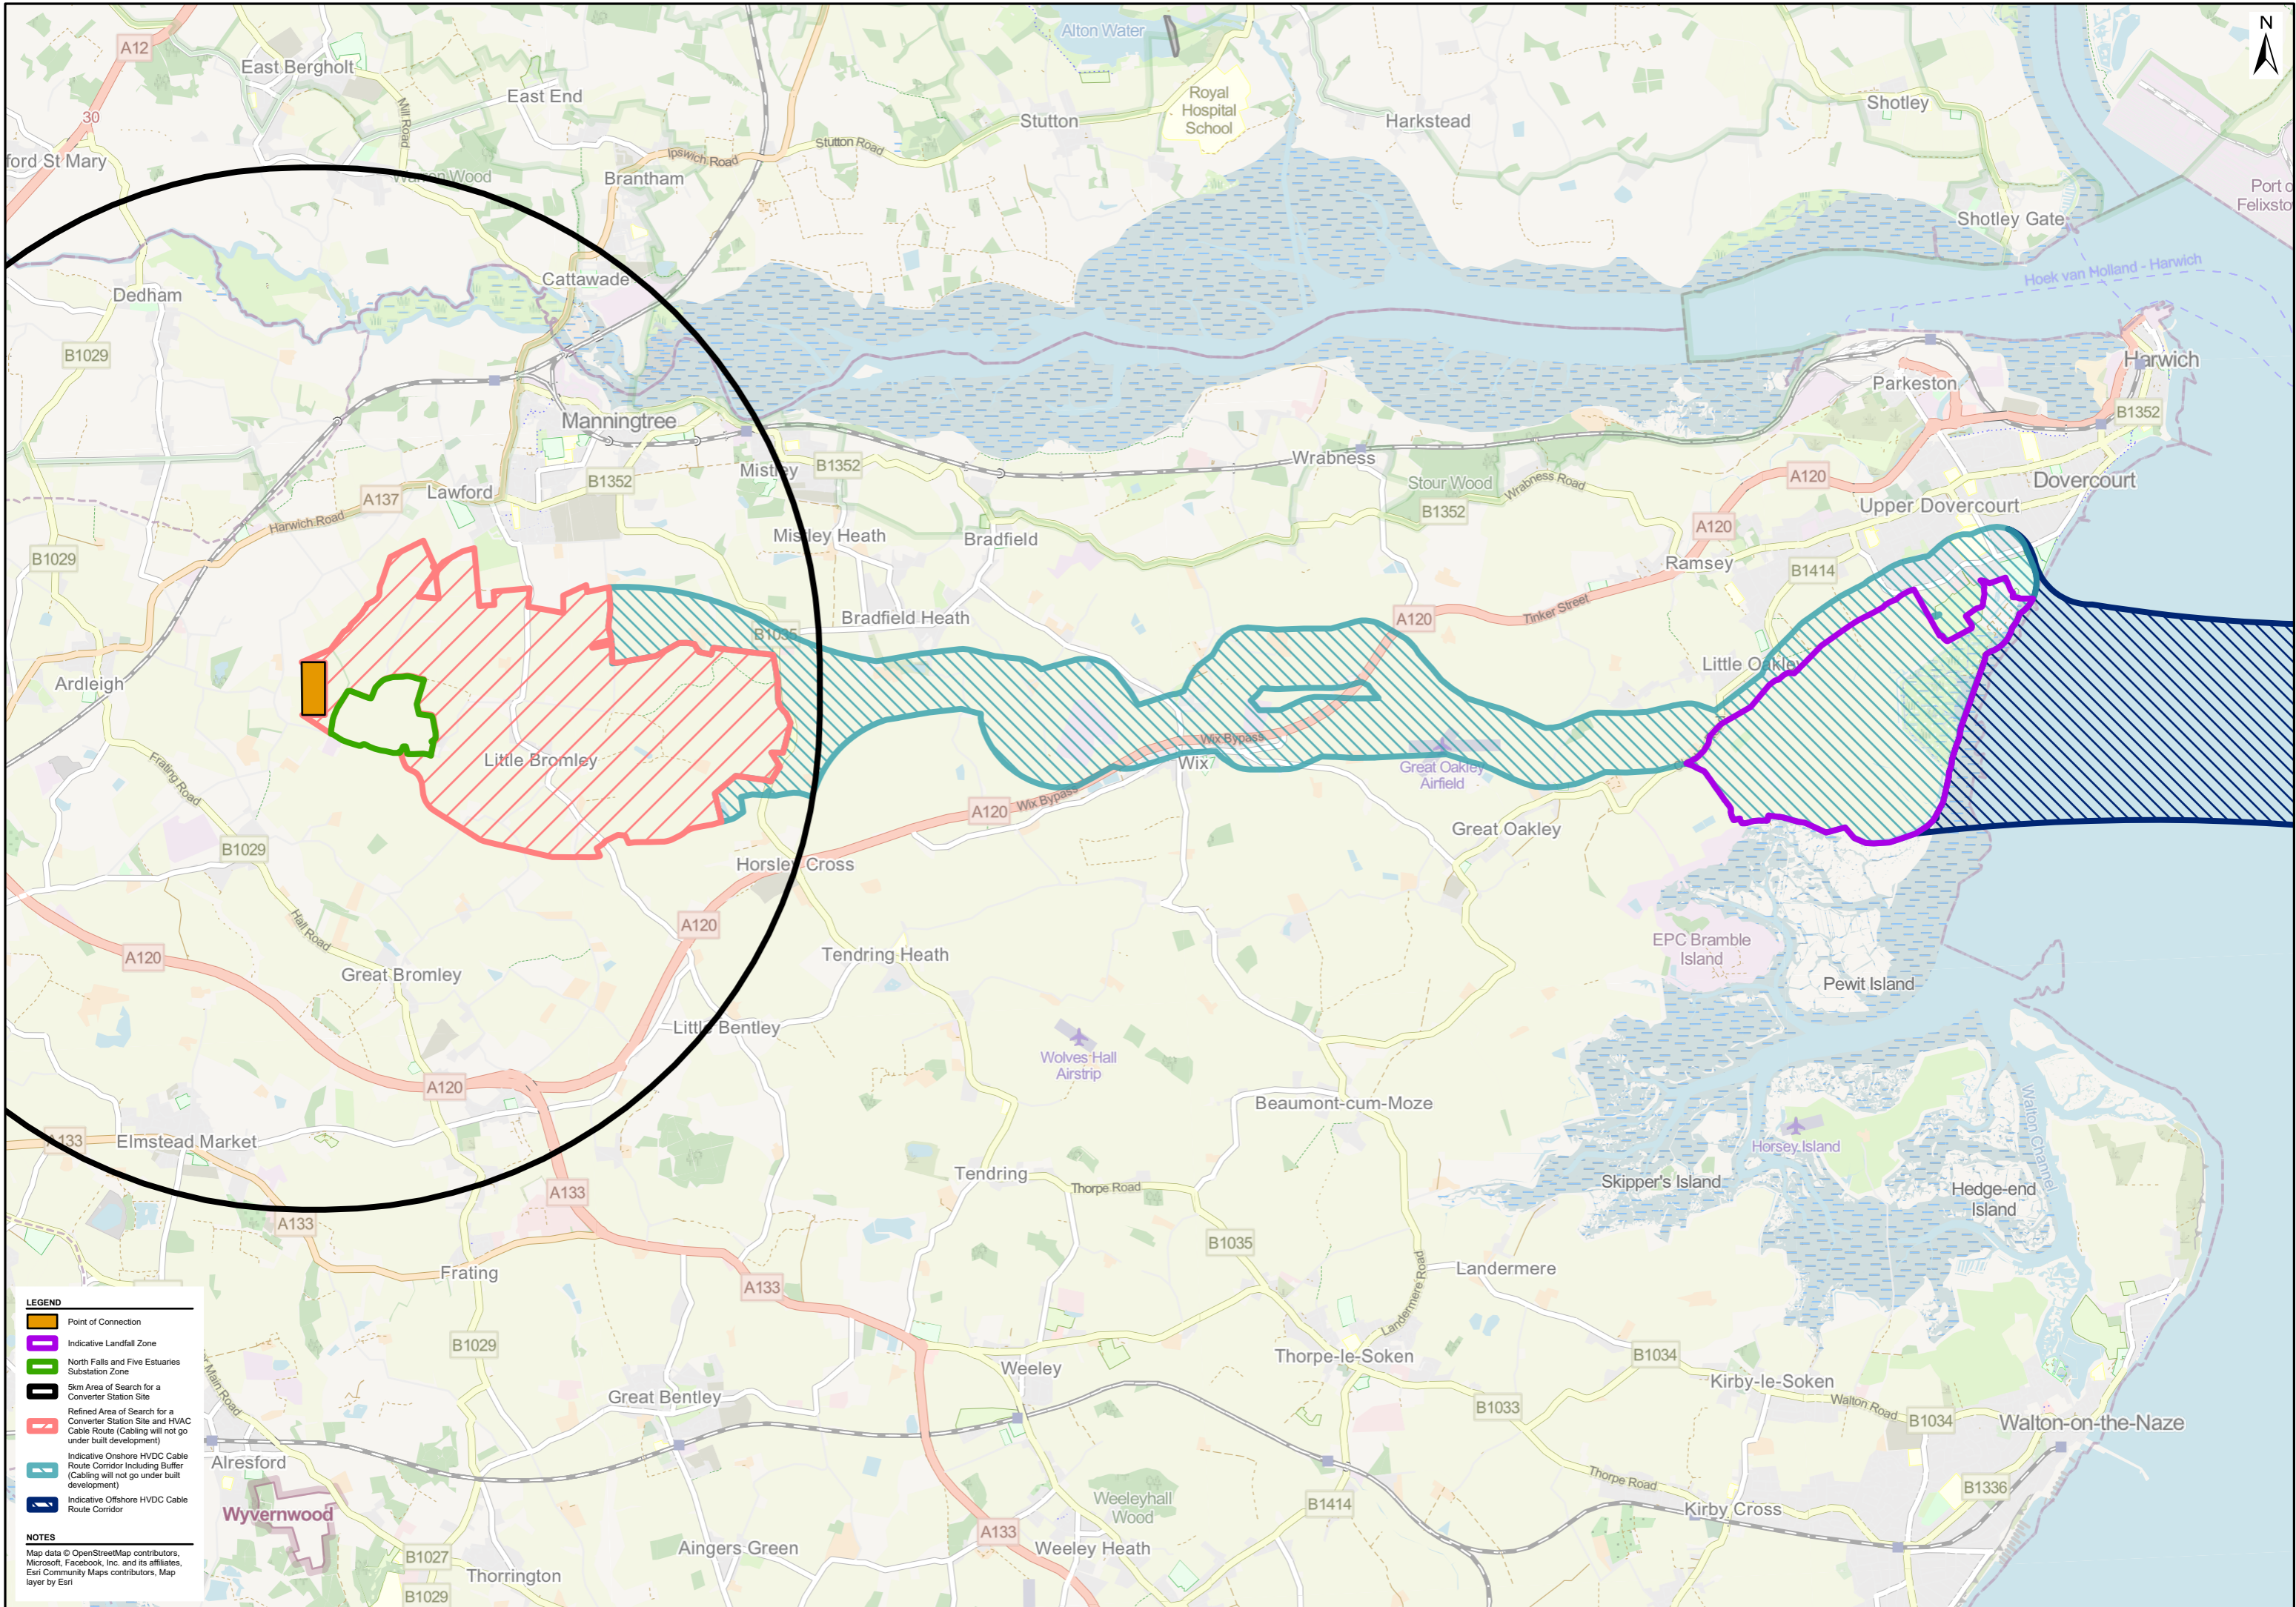 N
A12
Alton Water
East Bergholt
East End
Royal
Hospital
School
Shotley
30
Mill Road
Stutton
Harkstead
Stutton Road
Ipswich Road
ford St Mary
Warren Wood
Brantham
Port o
Felixsto
Shotley Gate
Hoek van Holland - Harwich
Cattawade
Dedham
B1029
Harwich
Parkeston
B1352
Manningtree
Mistley
B1352
Wrabness
A120
Dovercourt
B1352
Stour Wood
Wrabness Road
Lawford
A137
Upper Dovercourt
B1352
Harwich Road
A120
Mistley Heath
Bradfield
B1029
Ramsey
B1414
Bradfield Heath
A120
Tinker Street
B1035
Little Oakley
Ardleigh
Wix Bypass
Little Bromley
Wix
Great Oakley
Airfield
Frating Road
A120
Wix Bypass
Great Oakley
B1029
Horsley Cross
Hall Road
A120
EPC Bramble
Island
Tendring Heath
A120
Great Bromley
Pewit Island
Little Bentley
Wolves Hall
Airstrip
A120
Beaumont-cum-Moze
Walton Channel
A133
Elmstead Market
Horsey Island
Tendring
Thorpe Road
Skipper's Island
Hedge-end
Island
A133
A133
B1035
Frating
Landermere
A133
Landermere Road
B1029
Thorpe-le-Soken
B1034
Weeley
Kirby-le-Soken
Great Bentley
Walton Road
B1033
B1034
Walton-on-the-Naze
Main Road
Alresford
Thorpe Road
B1336
Weeleyhall
Wood
B1414
Kirby Cross
Wyvernwood
A133
Aingers Green
Weeley Heath
B1027
Thorrington
B1029
LEGEND
Point of Connection
Indicative Landfall Zone
North Falls and Five Estuaries
Substation Zone
5km Area of Search for a
Converter Station Site
Refined Area of Search for a
Converter Station Site and HVAC
Cable Route (Cabling will not go
under built development)
Indicative Onshore HVDC Cable
Route Corridor Including Buffer
(Cabling will not go under built
development)
Indicative Offshore HVDC Cable
Route Corridor
NOTES
Map data © OpenStreetMap contributors,
Microsoft, Facebook, Inc. and its affiliates,
Esri Community Maps contributors, Map
layer by Esri